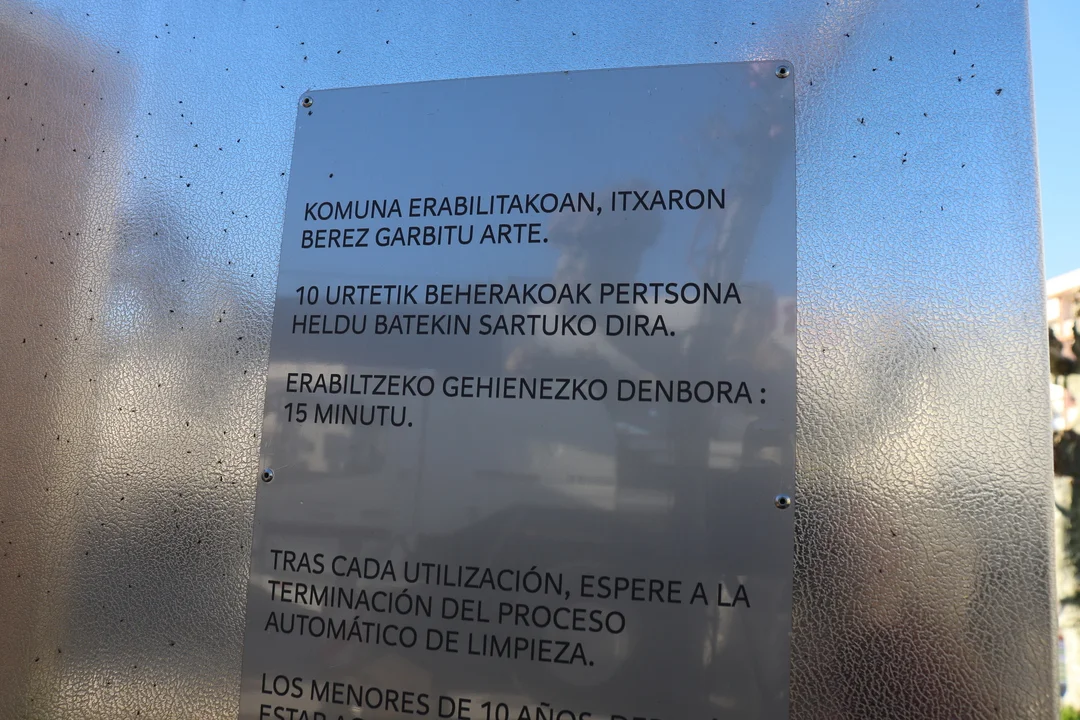 KOMUNA ERABILITAKOAN, ITXARON
BEREZ GARBITU ARTE.
10 URTETIK BEHERAKOAK PERTSONA
HELDU BATEKIN SARTUKO DIRA.
ERABILTZEKO GEHIENEZKO DENBORA :
15 MINUTU.
TRAS CADA UTILIZACIÓN, ESPERE A LA
TERMINACIÓN DEL PROCESO
AUTOMÁTICO DE LIMPIEZA.
LOS MENORES DE 10 AÑOS,